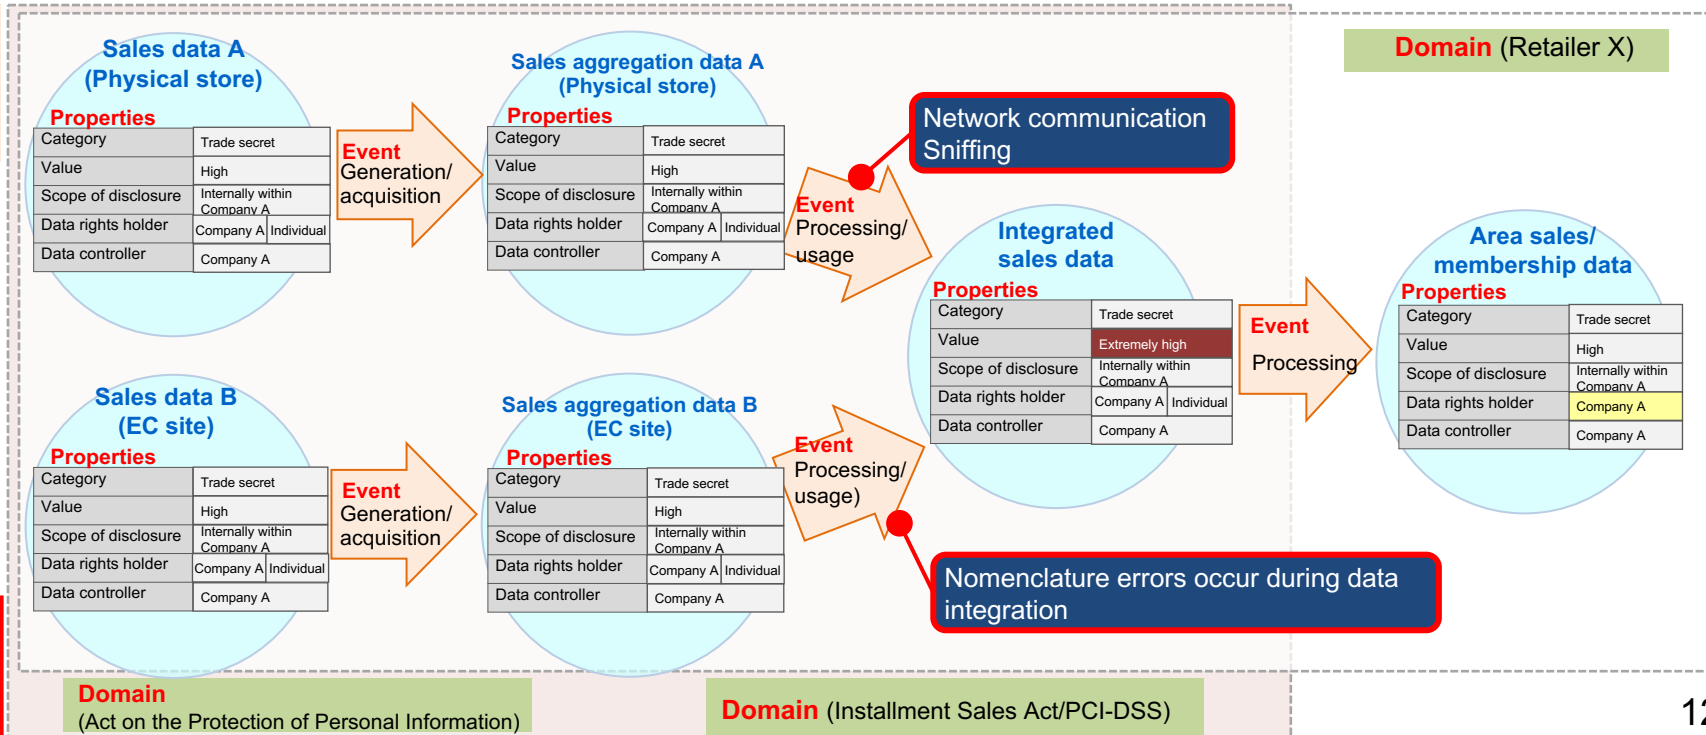 Domain (Retailer X)
Sales data A
(Physical store)
Properties
Category Trade secret
Value High
Scope of disclosure Internally within
Company A
Data rights holder Company A Individual
Data controller Company A
Event
Generation/
acquisition
Sales aggregation data A
(Physical store)
Properties
Category Trade secret
Value High
Scope of disclosure Internally within
Company A
Data rights holder Company A Individual
Data controller Company A
Event
Processing/
usage
Network communication
Sniffing
Sales data B
(EC site)
Properties
Category Trade secret
Value High
Scope of disclosure Internally within
Company A
Data rights holder Company A Individual
Data controller Company A
Event
Generation/
acquisition
Sales aggregation data B
(EC site)
Properties
Category Trade secret
Value High
Scope of disclosure Internally within
Company A
Data rights holder Company A Individual
Data controller Company A
Event
Processing/
usage)
Nomenclature errors occur during data
integration
Integrated
sales data
Properties
Category Trade secret
Value Extremely high
Scope of disclosure Internally within
Company A
Data rights holder Company A Individual
Data controller Company A
Event
Processing
Area sales/
membership data
Properties
Category Trade secret
Value High
Scope of disclosure Internally within
Company A
Data rights holder Company A
Data controller Company A
Domain
(Act on the Protection of Personal Information)
Domain (Installment Sales Act/PCI-DSS)
12